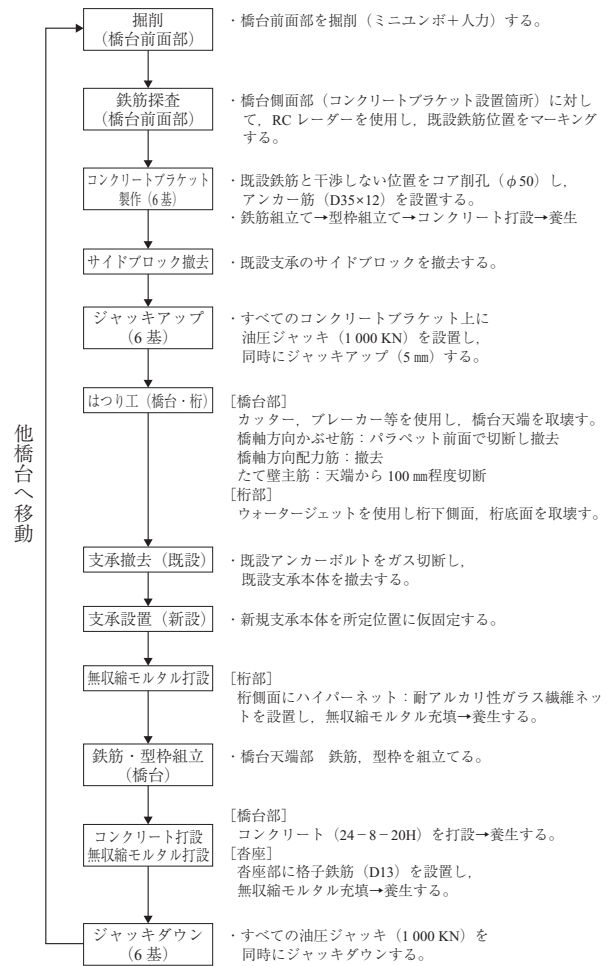 掘削
(橋台前面部)
・橋台前面部を掘削（ミニユンボ＋人力）する。
鉄筋探査
(橋台前面部)
・橋台側面部（コンクリートブラケット設置箇所）に対し
て，RC レーダーを使用し，既設鉄筋位置をマーキング
する。
コンクリートブラケット
製作（6 基）
・既設鉄筋と干渉しない位置をコア削孔（φ50）し，
アンカー筋（D35×12）を設置する。
・鉄筋組立て→型枠組立て→コンクリート打設→養生
サイドブロック撤去
・既設支承のサイドブロックを撤去する。
ジャッキアップ
（6 基）
・すべてのコンクリートブラケット上に
油圧ジャッキ（1 000 KN）を設置し，
同時にジャッキアップ（5 ㎜）する。
はつり工（橋台・桁）
［橋台部］
カッター，ブレーカー等を使用し，橋台天端を取壊す。
橋軸方向かぶせ筋：パラペット前面で切断し撤去
橋軸方向配力筋：撤去
たて壁主筋：天端から 100 ㎜程度切断
［桁部］
ウォータージェットを使用し桁下側面，桁底面を取壊す。
他橋台へ移動
支承撤去（既設）
・既設アンカーボルトをガス切断し，
既設支承本体を撤去する。
支承設置（新設）
・新規支承本体を所定位置に仮固定する。
無収縮モルタル打設
［桁部］
桁側面にハイパーネット：耐アルカリ性ガラス繊維ネッ
トを設置し，無収縮モルタル充填→養生する。
鉄筋・型枠組立
（橋台）
・橋台天端部　鉄筋，型枠を組立てる。
コンクリート打設
無収縮モルタル打設
［橋台部］
コンクリート（24－8－20H）を打設→養生する。
［沓座］
沓座部に格子鉄筋（D13）を設置し，
無収縮モルタル充填→養生する。
ジャッキダウン
（6 基）
・すべての油圧ジャッキ（1 000 KN）を
同時にジャッキダウンする。